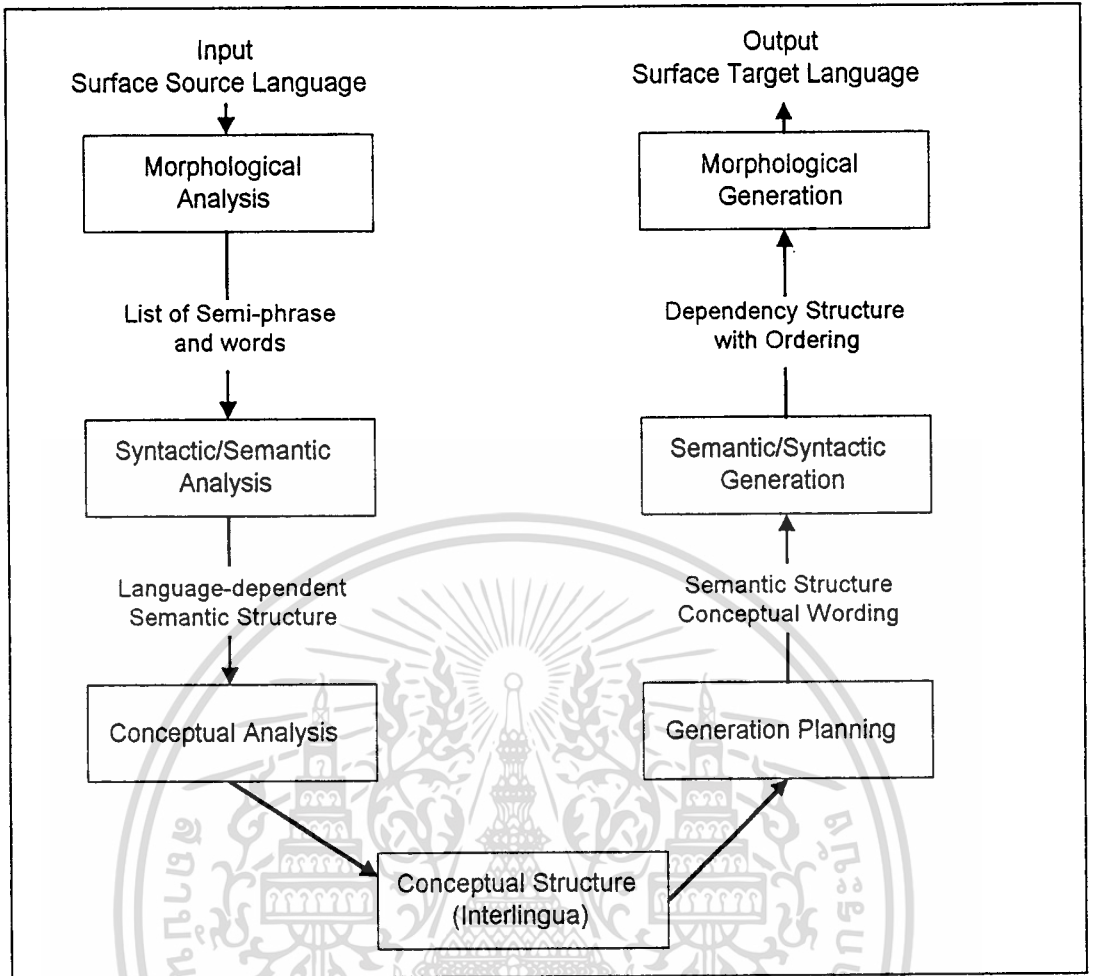 Input
Surface Source Language
Morphological
Analysis
List of Semi-phrase
and words
Syntactic/Semantic
Analysis
Language-dependent
Semantic Structure
Conceptual Analysis
Conceptual Structure
(Interlingua)
Generation Planning
Semantic Structure
Conceptual Wording
Semantic/Syntactic
Generation
Dependency Structure
with Ordering
Morphological
Generation
Output
Surface Target Language